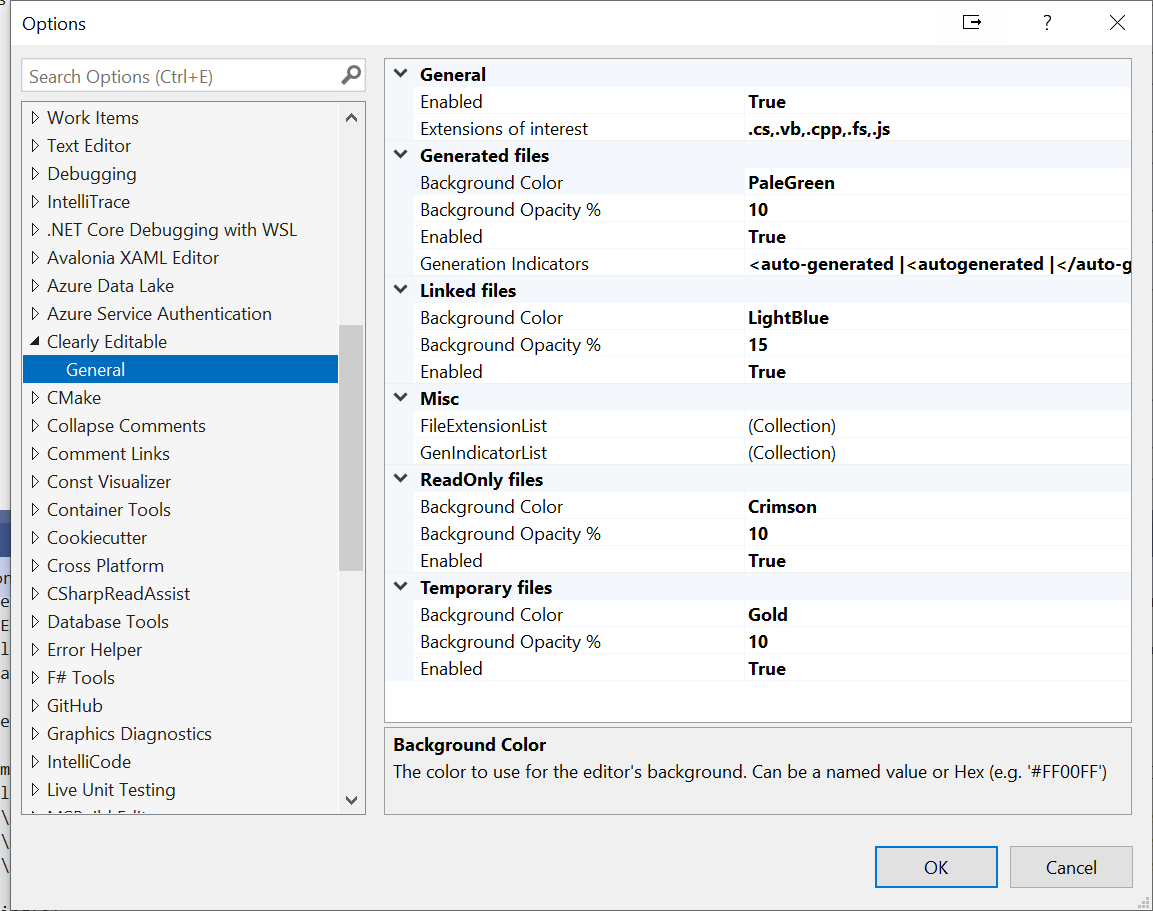 Options
?
Search Options (Ctrl+E)
Work Items
Text Editor
Debugging
IntelliTrace
.NET Core Debugging with WSL
Avalonia XAML Editor
Azure Data Lake
Azure Service Authentication
Clearly Editable
General
CMake
Collapse Comments
Comment Links
Const Visualizer
Container Tools
Cookiecutter
Cross Platform
CSharpReadAssist
Database Tools
Error Helper
F# Tools
GitHub
Graphics Diagnostics
IntelliCode
Live Unit Testing
General
Enabled True
Extensions of interest .cs,.vb,.cpp,.fs,.js
Generated files
Background Color PaleGreen
Background Opacity % 10
Enabled True
Generation Indicators <auto-generated |<autogenerated |</auto-g
Linked files
Background Color LightBlue
Background Opacity % 15
Enabled True
Misc
FileExtensionList (Collection)
GenIndicatorList (Collection)
ReadOnly files
Background Color Crimson
Background Opacity % 10
Enabled True
Temporary files
Background Color Gold
Background Opacity % 10
Enabled True
Background Color
The color to use for the editor's background. Can be a named value or Hex (e.g. '#FF00FF')
OK Cancel